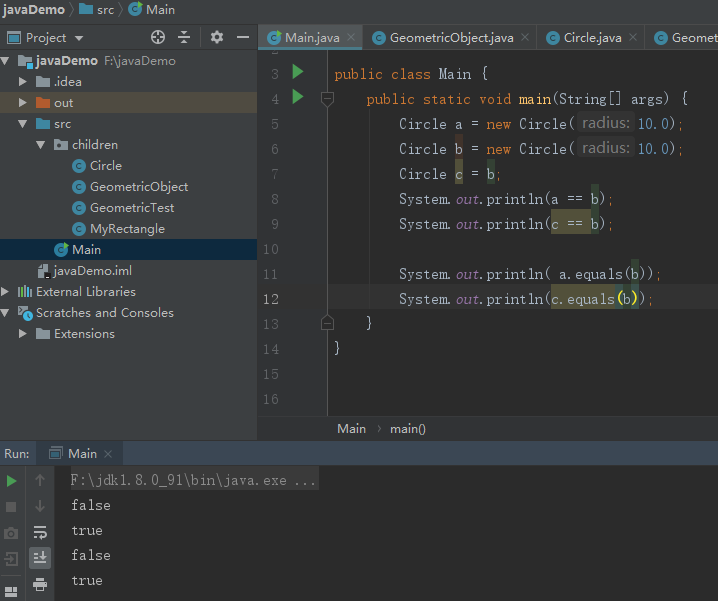 javaDemo src Main
Project
Main.java GeometricObject.java Circle.java Geomet
javaDemo F:\javaDemo
.idea
out
src
children
Circle
GeometricObject
GeometricTest
MyRectangle
Main
javaDemo.iml
External Libraries
Scratches and Consoles
Extensions
3 public class Main {
4 public static void main(String[] args) {
5 Circle a = new Circle( radius: 10.0);
6 Circle b = new Circle( radius: 10.0);
7 Circle c = b;
8 System.out.println(a == b);
9 System.out.println(c == b);
10
11 System.out.println( a.equals(b));
12 System.out.println(c.equals(b));
13 }
14 }
15
16
Main main()
Run: Main
F:\jdk1.8.0_91\bin\java.exe ...
false
true
false
true